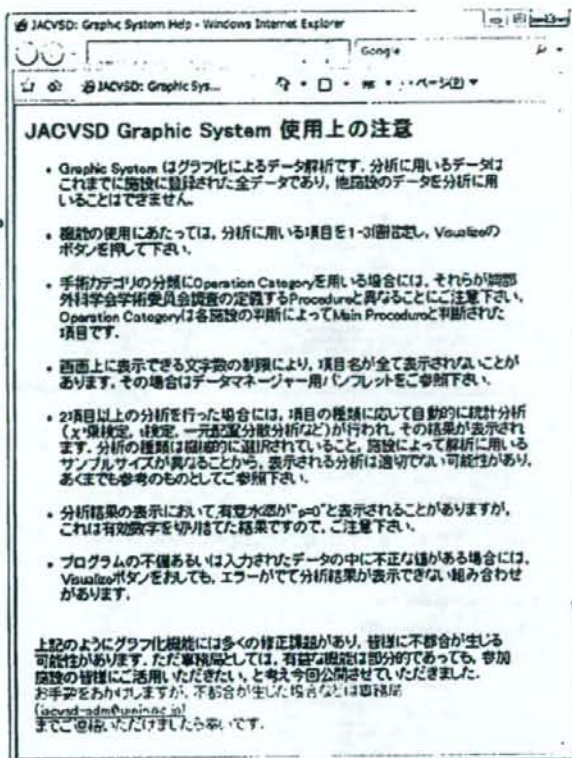 JACVSD: Graphic System Help - Windows Internet Explorer
Google
JACVSD: Graphic Sys...
ページ(P)
JACVSD Graphic System 使用上の注意
• Graphic System はグラフ化によるデータ解析です. 分析に用いるデータは
これまでに施設に登録された全データであり, 他施設のデータを分析に用
いることはできません.
• 機能の使用にあたっては, 分析に用いる項目を1-3個指定し, Visualizeの
ボタンを押して下さい.
• 手術カテゴリの分類にOperation Categoryを用いる場合には, それらが胸部
外科学会学術委員会調査の定義するProcedureと異なることにご注意下さい.
Operation Categoryは各施設の判断によってMain Procedureと判断された
項目です.
• 画面上に表示できる文字数の制限により, 項目名が全て表示されないことが
あります. その場合はデータマネージャー用パンフレットをご参照下さい.
• 2項目以上の分析を行った場合には, 項目の種類に応じて自動的に統計分析
(χ²乗検定, t検定, 一元配置分散分析など)が行われ, その結果が表示され
ます. 分析の種類は機械的に選択されていること, 施設によって解析に用いる
サンプルサイズが異なることから, 表示される分析は適切でない可能性があり,
あくまでも参考のものとしてご参照下さい.
• 分析結果の表示において,有意水準が"p=0"と表示されることがありますが,
これは有効数字を切り捨てた結果ですので, ご注意下さい.
• プログラムの不備あるいは入力されたデータの中に不正な値がある場合には,
Visualizeボタンをおしても, エラーがでて分析結果が表示できない組み合わせ
があります.
上記のようにグラフ化機能には多くの修正課題があり, 皆様に不都合が生じる
可能性があります. ただ事務局としては, 有益な機能は部分的であっても, 参加
施設の皆様にご活用いただきたい, と考え今回公開させていただきました.
お手数をおかけしますが, 不都合が生じた場合などは事務局
(jacvsd-adm@umin.ac.jp)
までご連絡いただけましたら幸いです.